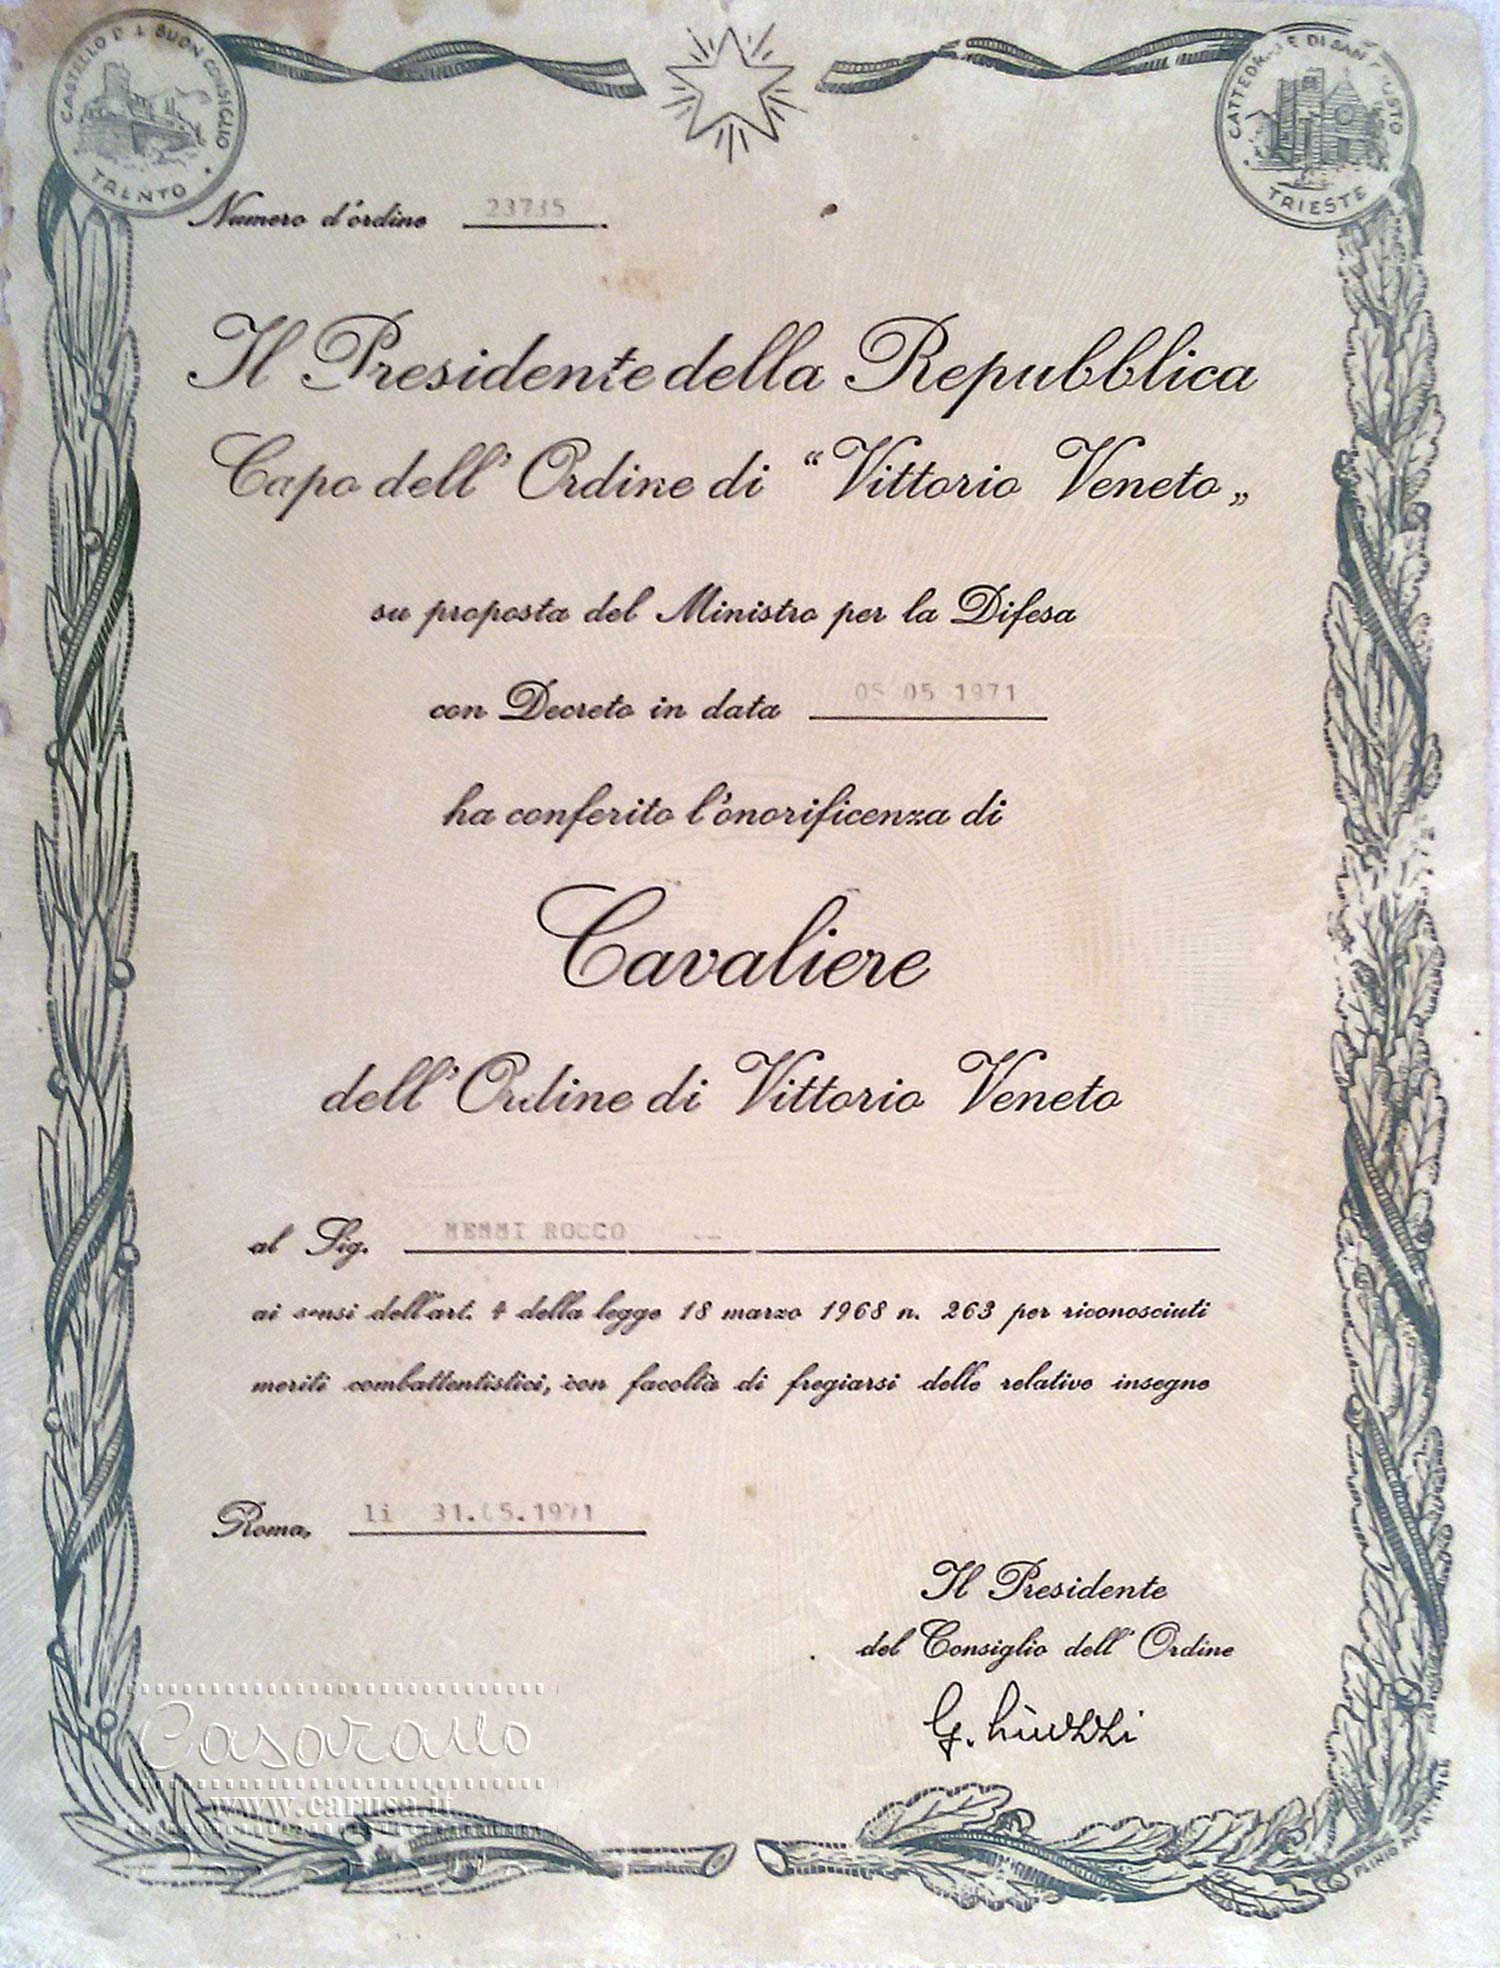 CASTELLO D L BUON CONSIGLIO
TRENTO
CATTEDRALE DI SAN GIUSTO
TRIESTE
Numero d'ordine 23735
Il Presidente della Repubblica
Capo dell' Ordine di “Vittorio Veneto„
su proposta del Ministro per la Difesa
con Decreto in data 05 05 1971
ha conferito l'onorificenza di
Cavaliere
dell' Ordine di Vittorio Veneto
al Sig. MEMMI ROCCO
ai sensi dell'art. 4 della legge 18 marzo 1968 n. 263 per riconosciuti
meriti combattentistici, con facoltà di fregiarsi delle relative insegne
Roma, li 31.05.1971
Il Presidente
del Consiglio dell' Ordine
G. Liuzzi
Casarano
www.carusa.it
PLINIO